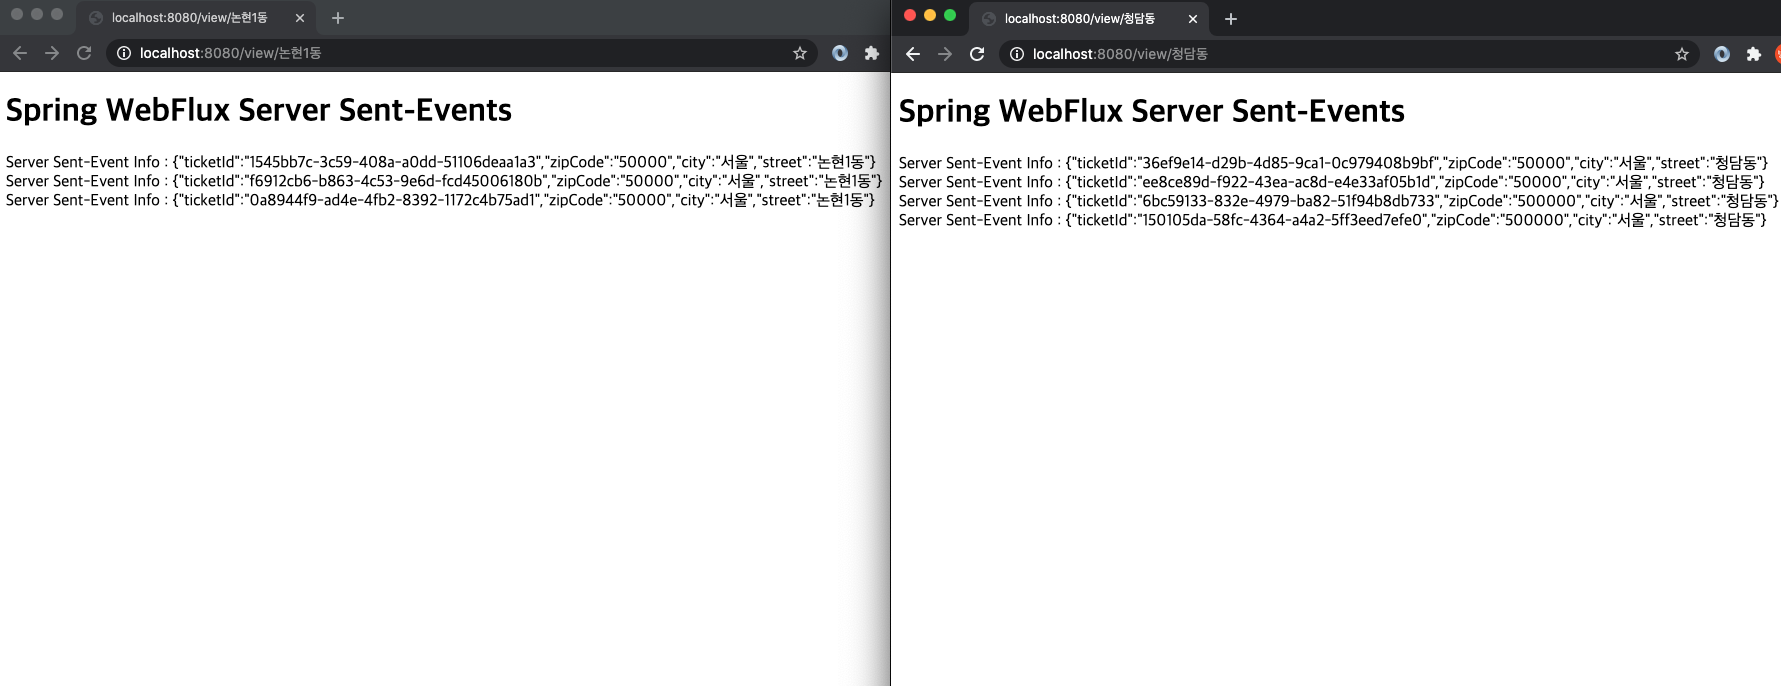 localhost:8080/view/논현1동
localhost:8080/view/논현1동
Spring WebFlux Server Sent-Events
Server Sent-Event Info : {"ticketId":"1545bb7c-3c59-408a-a0dd-51106deaa1a3","zipCode":"50000","city":"서울","street":"논현1동"}
Server Sent-Event Info : {"ticketId":"f6912cb6-b863-4c53-9e6d-fcd45006180b","zipCode":"50000","city":"서울","street":"논현1동"}
Server Sent-Event Info : {"ticketId":"0a8944f9-ad4e-4fb2-8392-1172c4b75ad1","zipCode":"50000","city":"서울","street":"논현1동"}
localhost:8080/view/청담동
localhost:8080/view/청담동
Spring WebFlux Server Sent-Events
Server Sent-Event Info : {"ticketId":"36ef9e14-d29b-4d85-9ca1-0c979408b9bf","zipCode":"50000","city":"서울","street":"청담동"}
Server Sent-Event Info : {"ticketId":"ee8ce89d-f922-43ea-ac8d-e4e33af05b1d","zipCode":"50000","city":"서울","street":"청담동"}
Server Sent-Event Info : {"ticketId":"6bc59133-832e-4979-ba82-51f94b8db733","zipCode":"500000","city":"서울","street":"청담동"}
Server Sent-Event Info : {"ticketId":"150105da-58fc-4364-a4a2-5ff3eed7efe0","zipCode":"500000","city":"서울","street":"청담동"}